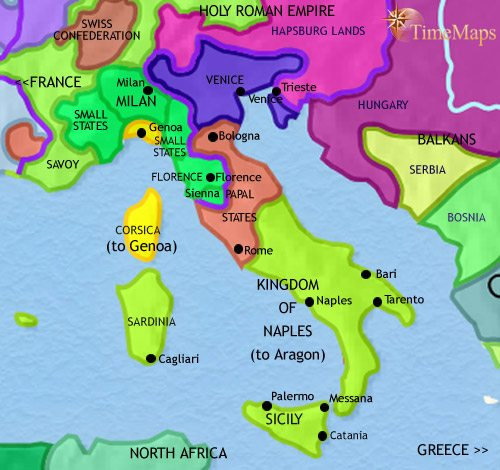 HOLY ROMAN EMPIRE
SWISS
CONFEDERATION
HAPSBURG LANDS
TimeMaps
<<FRANCE
Milan
MILAN
VENICE
Venice
Trieste
HUNGARY
SMALL
STATES
Genoa
SMALL
STATES
Bologna
BALKANS
SAVOY
SERBIA
FLORENCE
Florence
Sienna
PAPAL
STATES
BOSNIA
CORSICA
(to Genoa)
Rome
Bari
KINGDOM
OF
NAPLES
(to Aragon)
Naples
Tarento
SARDINIA
Cagliari
Palermo
Messana
SICILY
Catania
NORTH AFRICA
GREECE >>